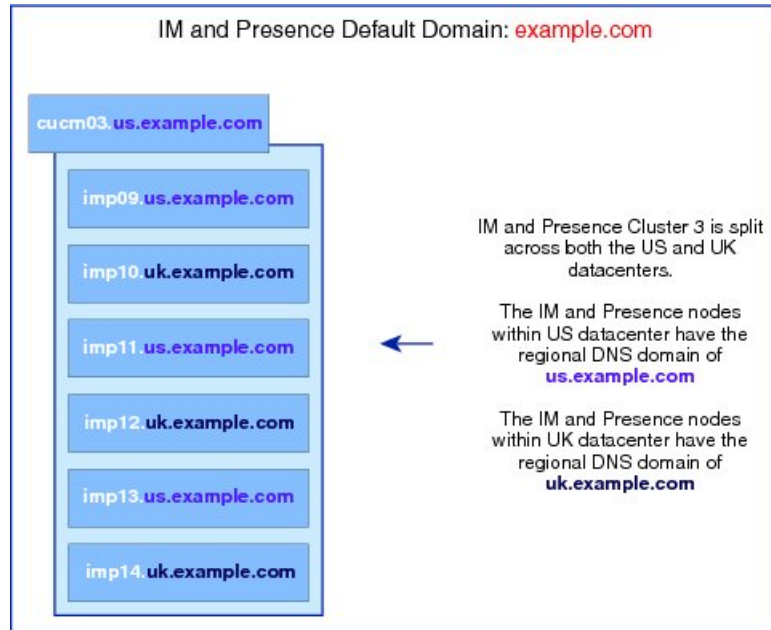 IM and Presence Default Domain: example.com
cucm03.us.example.com
imp09.us.example.com
imp10.uk.example.com
imp11.us.example.com
imp12.uk.example.com
imp13.us.example.com
imp14.uk.example.com
IM and Presence Cluster 3 is split
across both the US and UK
datacenters.
The IM and Presence nodes
within US datacenter have the
regional DNS domain of
us.example.com
The IM and Presence nodes
within UK datacenter have the
regional DNS domain of
uk.example.com